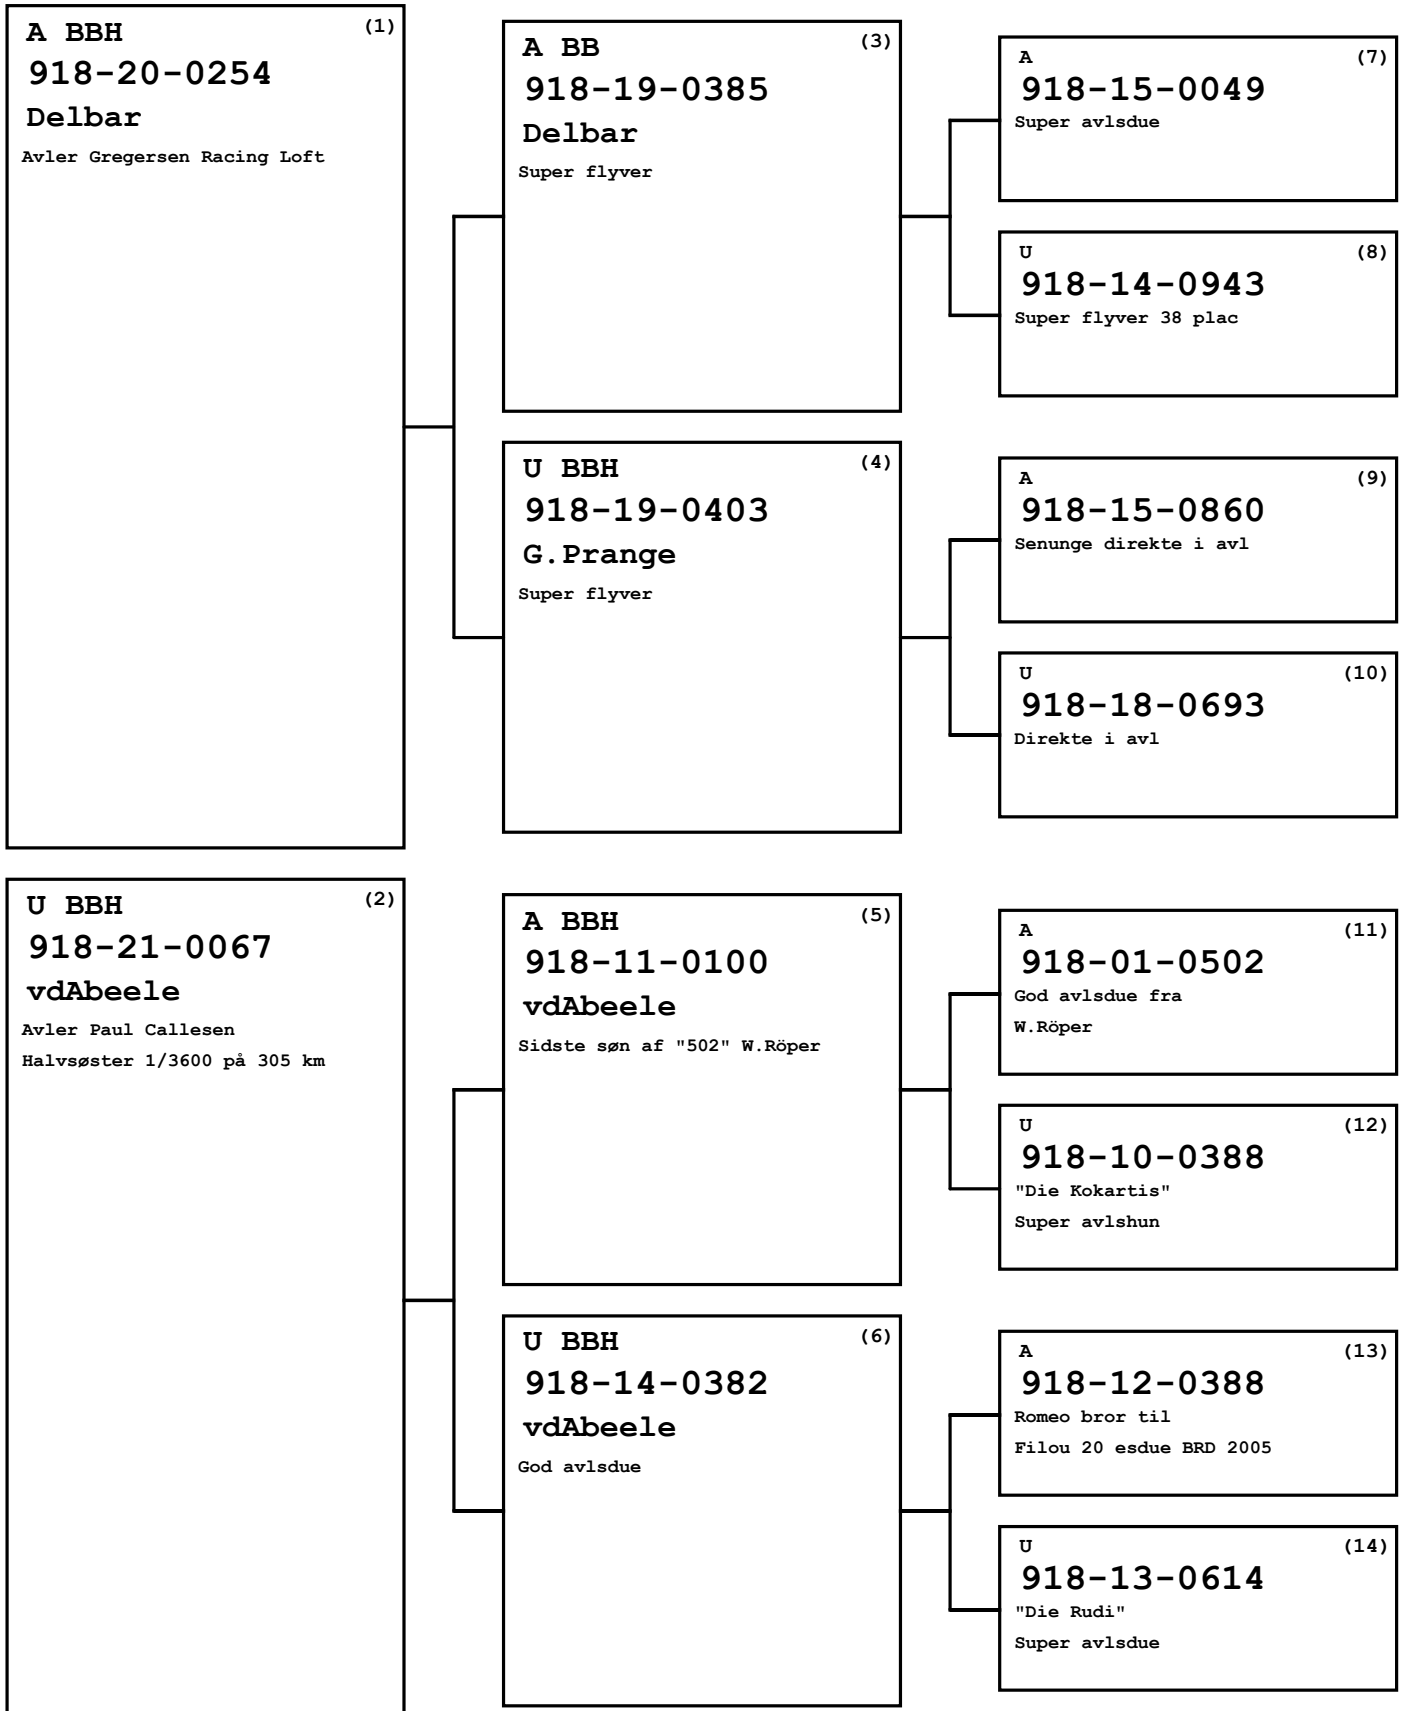 A BBH (1)
918-20-0254
Delbar
Avler Gregersen Racing Loft
A BB (3)
918-19-0385
Delbar
Super flyver
A (7)
918-15-0049
Super avlsdue
U (8)
918-14-0943
Super flyver 38 plac
U BBH (4)
918-19-0403
G.Prange
Super flyver
A (9)
918-15-0860
Senunge direkte i avl
U (10)
918-18-0693
Direkte i avl
U BBH (2)
918-21-0067
vdAbeele
Avler Paul Callesen
Halvsøster 1/3600 på 305 km
A BBH (5)
918-11-0100
vdAbeele
Sidste søn af "502" W.Röper
A (11)
918-01-0502
God avlsdue fra
W.Röper
U (12)
918-10-0388
"Die Kokartis"
Super avlshun
U BBH (6)
918-14-0382
vdAbeele
God avlsdue
A (13)
918-12-0388
Romeo bror til
Filou 20 esdue BRD 2005
U (14)
918-13-0614
"Die Rudi"
Super avlsdue